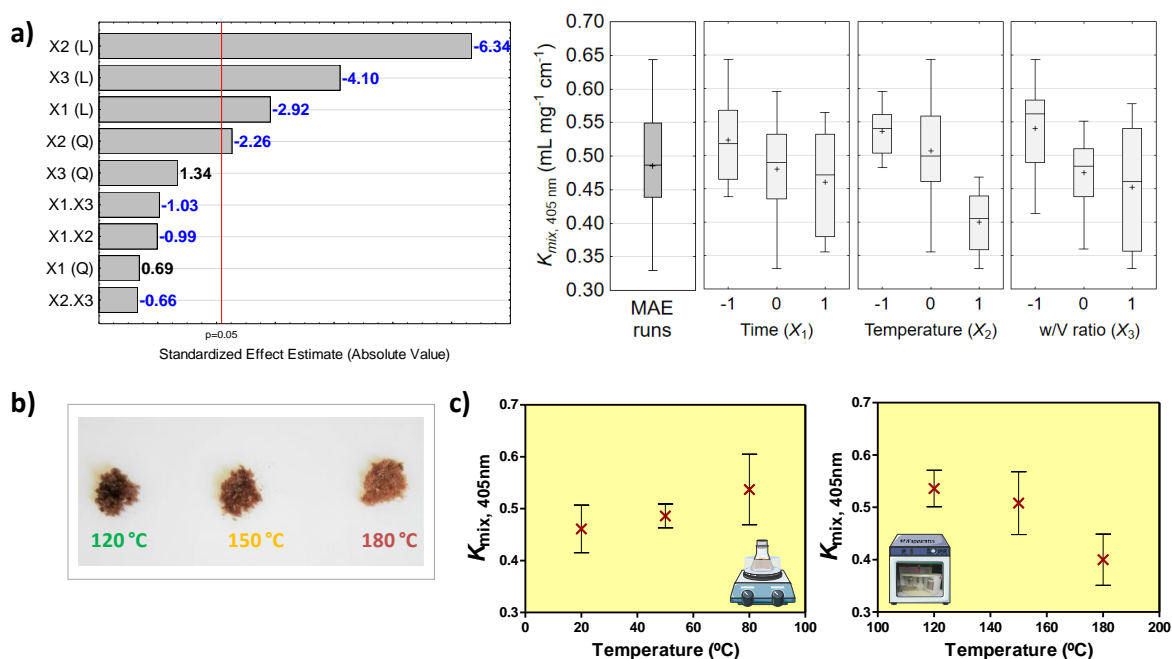 a)
X2 (L)
X3 (L)
X1 (L)
X2 (Q)
X3 (Q)
X1.X3
X1.X2
X1 (Q)
X2.X3
-6.34
-4.10
-2.92
-2.26
1.34
-1.03
-0.99
0.69
-0.66
p=0.05
Standardized Effect Estimate (Absolute Value)
Kmix, 405 nm (mL mg⁻¹ cm⁻¹)
0.70
0.65
0.60
0.55
0.50
0.45
0.40
0.35
0.30
MAE
runs
-1 0 1
Time (X₁)
-1 0 1
Temperature (X₂)
-1 0 1
w/V ratio (X₃)
b)
120 °C 150 °C 180 °C
c)
Kmix, 405nm
0.7
0.6
0.5
0.4
0.3
0 20 40 60 80 100
Temperature (ºC)
Kmix, 405nm
0.7
0.6
0.5
0.4
0.3
100 120 140 160 180 200
Temperature (ºC)